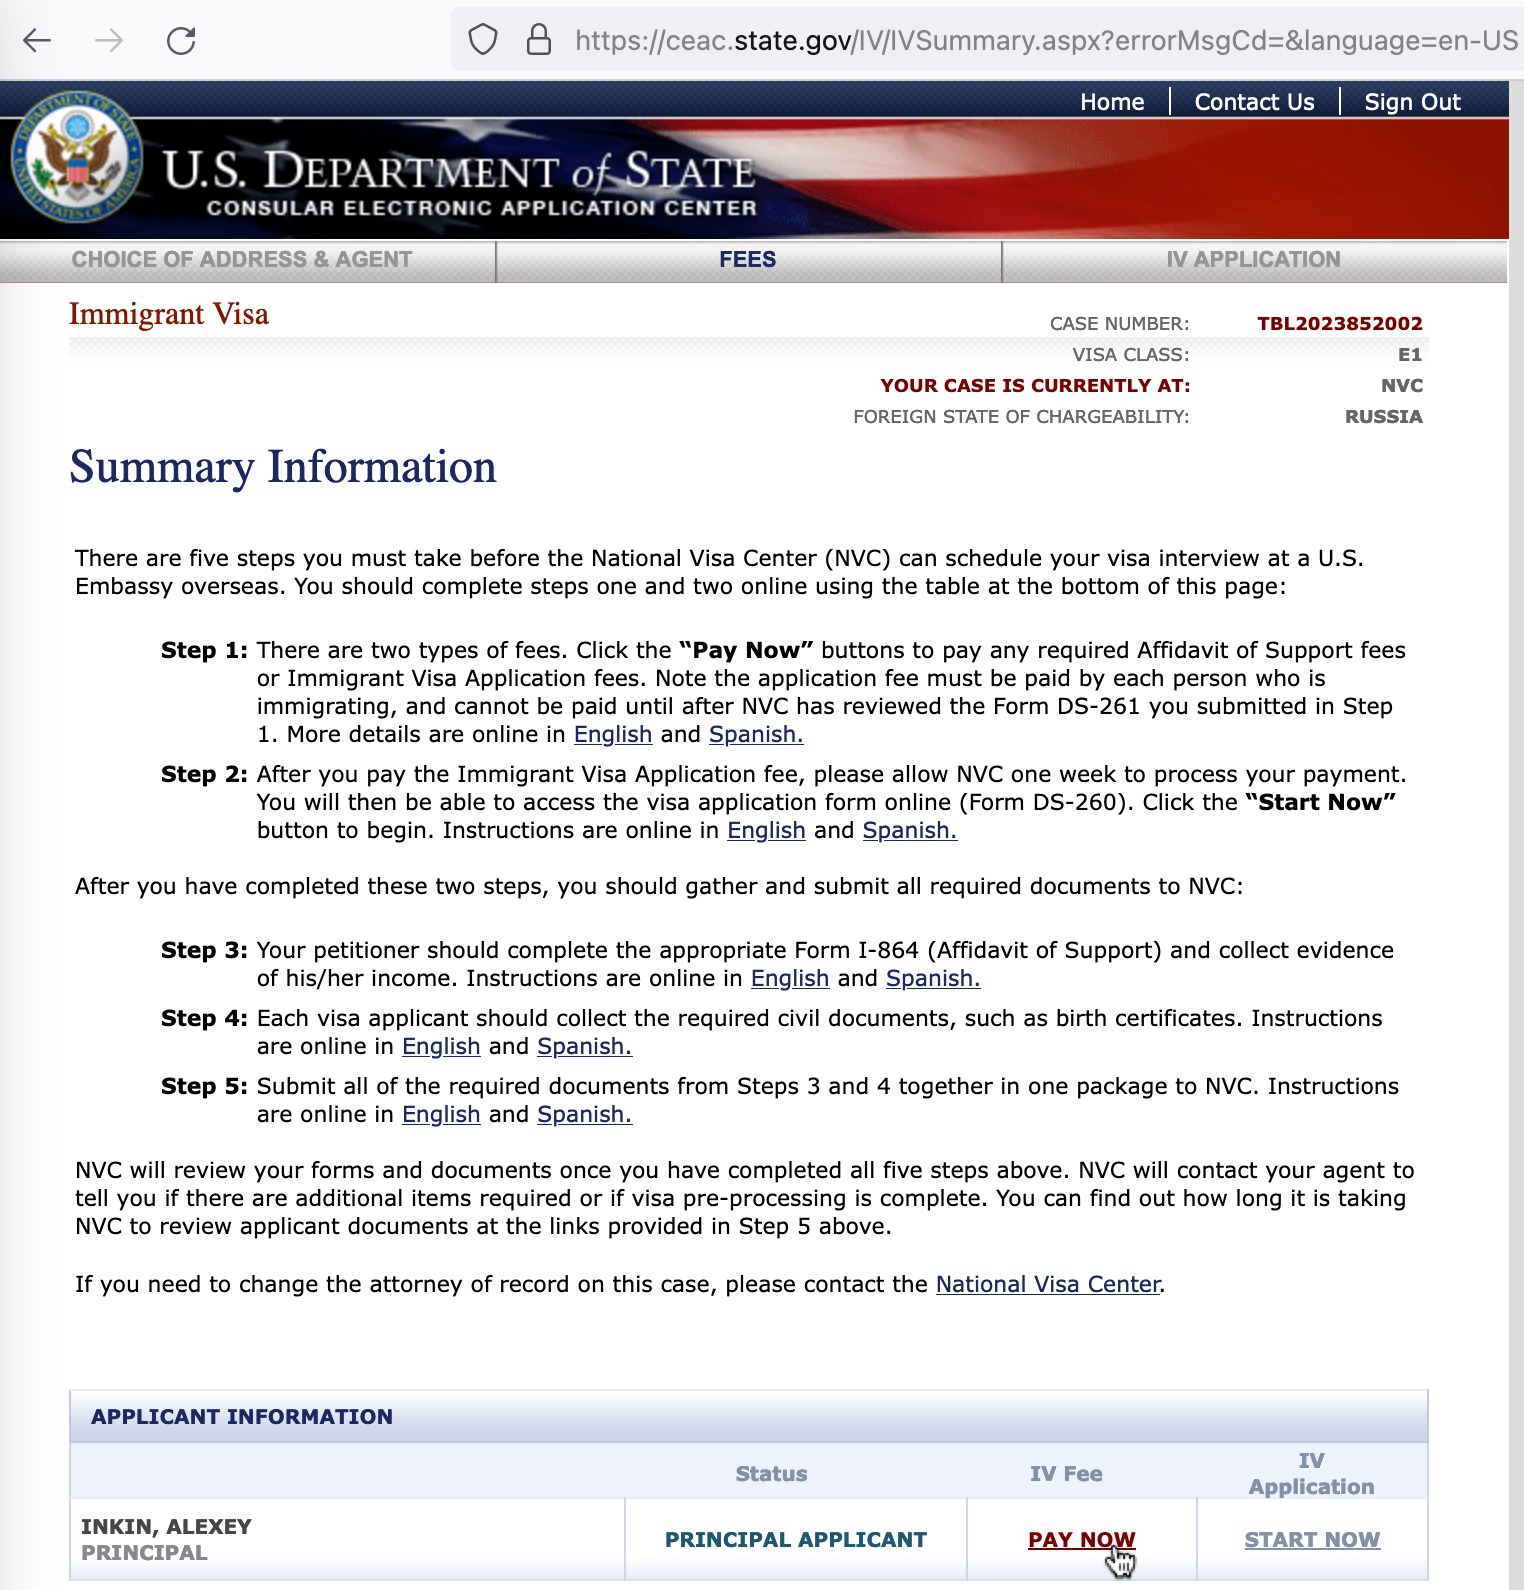 https://ceac.state.gov/IV/IVSummary.aspx?errorMsgCd=&language=en-US
Home
Contact Us
Sign Out
U.S. DEPARTMENT of STATE
CONSULAR ELECTRONIC APPLICATION CENTER
CHOICE OF ADDRESS & AGENT
FEES
IV APPLICATION
Immigrant Visa
CASE NUMBER: TBL2023852002
VISA CLASS: E1
YOUR CASE IS CURRENTLY AT: NVC
FOREIGN STATE OF CHARGEABILITY: RUSSIA
Summary Information
There are five steps you must take before the National Visa Center (NVC) can schedule your visa interview at a U.S.
Embassy overseas. You should complete steps one and two online using the table at the bottom of this page:
Step 1: There are two types of fees. Click the “Pay Now” buttons to pay any required Affidavit of Support fees
or Immigrant Visa Application fees. Note the application fee must be paid by each person who is
immigrating, and cannot be paid until after NVC has reviewed the Form DS-261 you submitted in Step
1. More details are online in English and Spanish.
Step 2: After you pay the Immigrant Visa Application fee, please allow NVC one week to process your payment.
You will then be able to access the visa application form online (Form DS-260). Click the “Start Now”
button to begin. Instructions are online in English and Spanish.
After you have completed these two steps, you should gather and submit all required documents to NVC:
Step 3: Your petitioner should complete the appropriate Form I-864 (Affidavit of Support) and collect evidence
of his/her income. Instructions are online in English and Spanish.
Step 4: Each visa applicant should collect the required civil documents, such as birth certificates. Instructions
are online in English and Spanish.
Step 5: Submit all of the required documents from Steps 3 and 4 together in one package to NVC. Instructions
are online in English and Spanish.
NVC will review your forms and documents once you have completed all five steps above. NVC will contact your agent to
tell you if there are additional items required or if visa pre-processing is complete. You can find out how long it is taking
NVC to review applicant documents at the links provided in Step 5 above.
If you need to change the attorney of record on this case, please contact the National Visa Center.
APPLICANT INFORMATION
Status
IV Fee
IV
Application
INKIN, ALEXEY
PRINCIPAL
PRINCIPAL APPLICANT
PAY NOW
START NOW